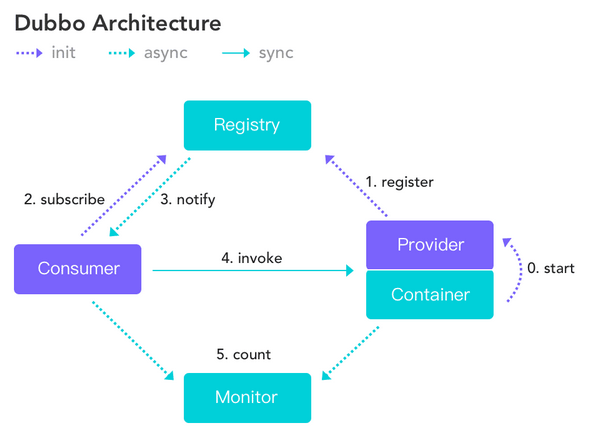 Dubbo Architecture
init async sync
Registry
1. register
2. subscribe
3. notify
Provider
Consumer
4. invoke
0. start
Container
5. count
Monitor